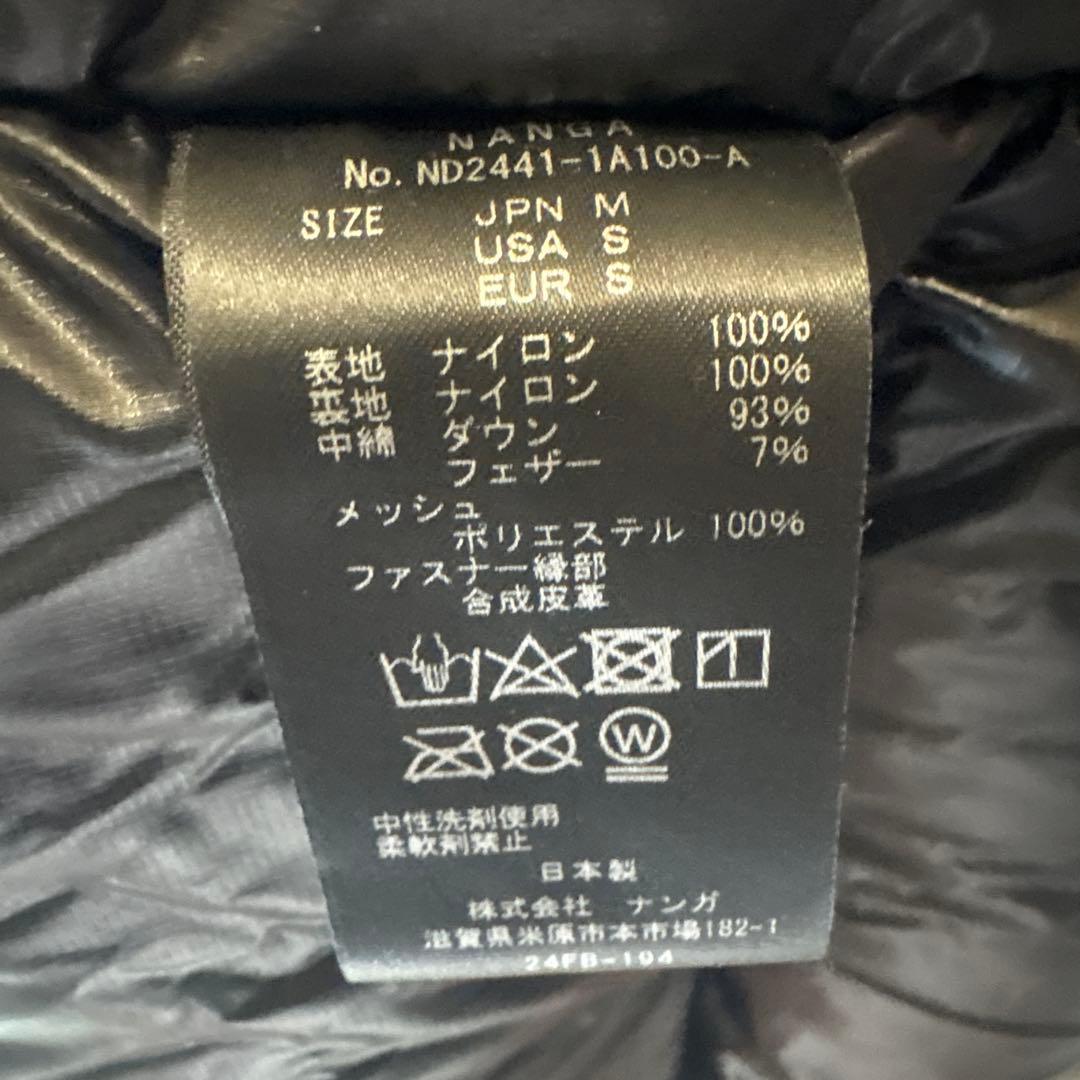 NANGA
No. ND2441-1A100-A
SIZE JPN M
USA S
EUR S
表地 ナイロン 100%
裏地 ナイロン 100%
中綿 ダウン 93%
フェザー 7%
メッシュ
ポリエステル 100%
ファスナー縁部
合成皮革
W
中性洗剤使用
柔軟剤禁止
日本製
株式会社 ナンガ
滋賀県米原市本市場182-1
24FB-194